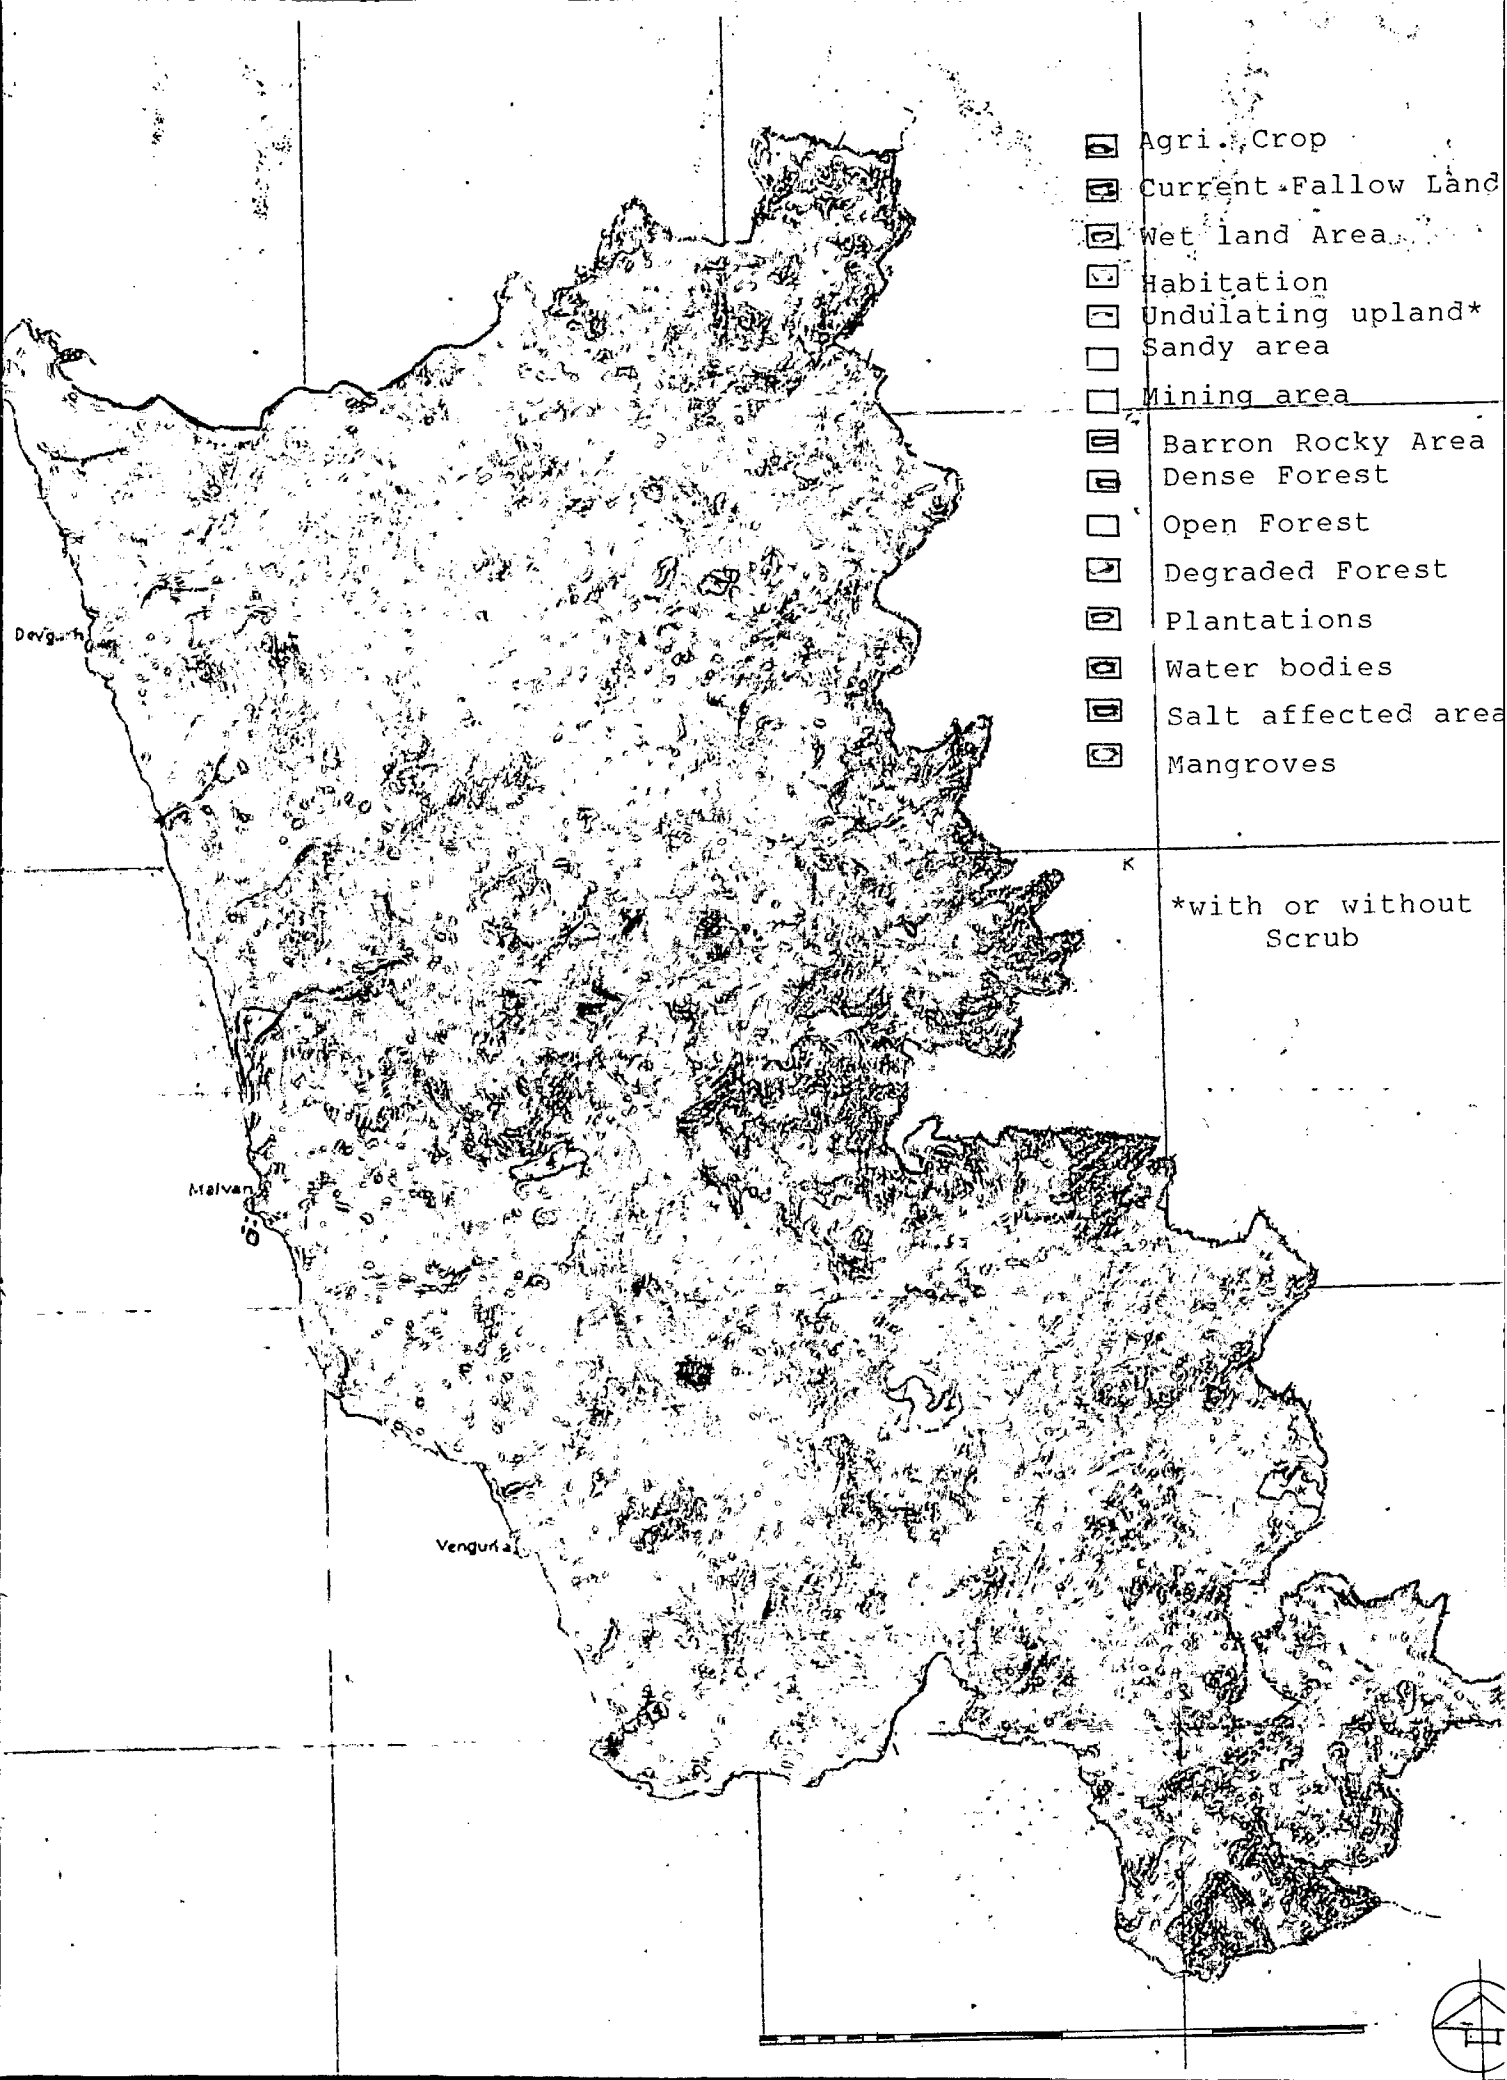 Agri. Crop
Current Fallow Land
Wet land Area
Habitation
Undulating upland*
Sandy area
Mining area
Barron Rocky Area
Dense Forest
Open Forest
Degraded Forest
Plantations
Water bodies
Salt affected area
Mangroves
K
*with or without
Scrub
Devgarh
Malvan
Vengurla